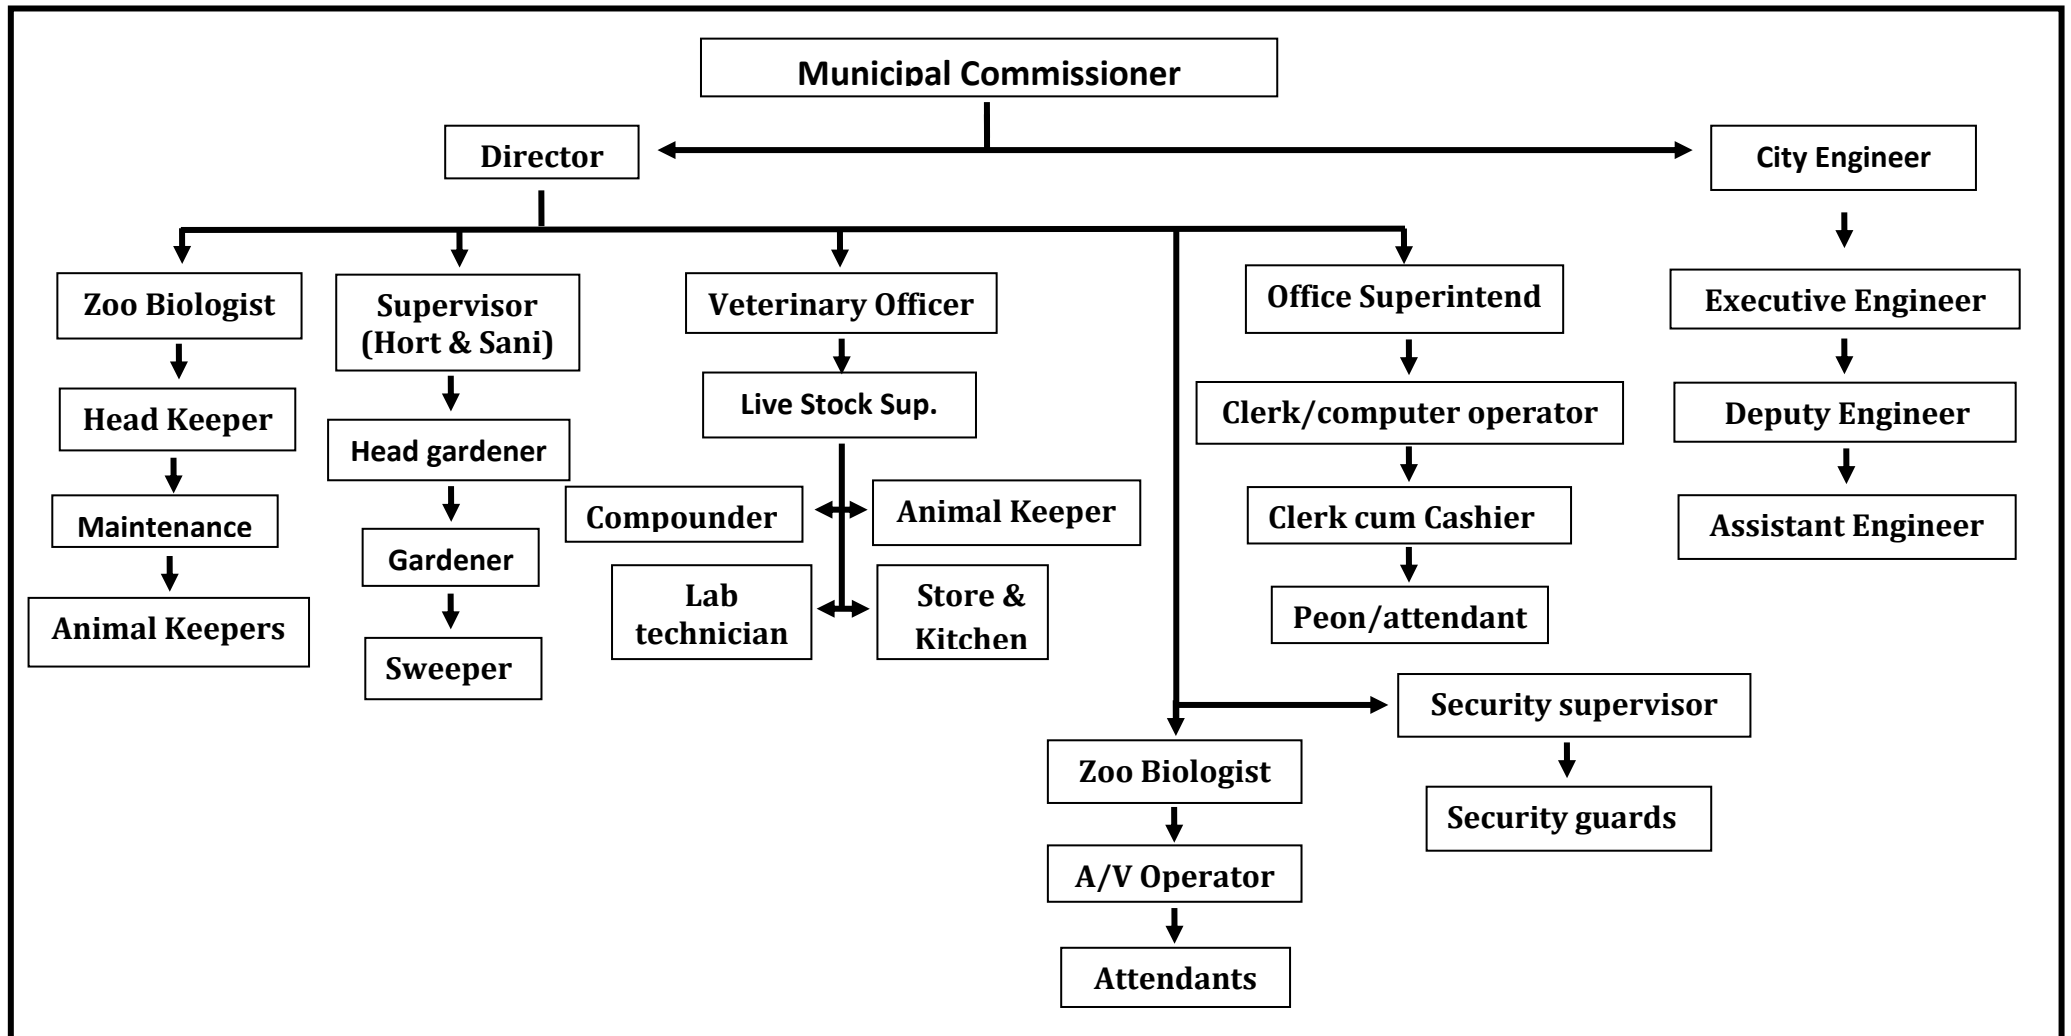 Municipal Commissioner
Director
City Engineer
Zoo Biologist
Supervisor
(Hort & Sani)
Veterinary Officer
Office Superintend
Executive Engineer
Head Keeper
Head gardener
Live Stock Sup.
Clerk/computer operator
Deputy Engineer
Maintenance
Gardener
Compounder
Animal Keeper
Clerk cum Cashier
Assistant Engineer
Animal Keepers
Sweeper
Lab
technician
Store &
Kitchen
Peon/attendant
Security supervisor
Zoo Biologist
Security guards
A/V Operator
Attendants